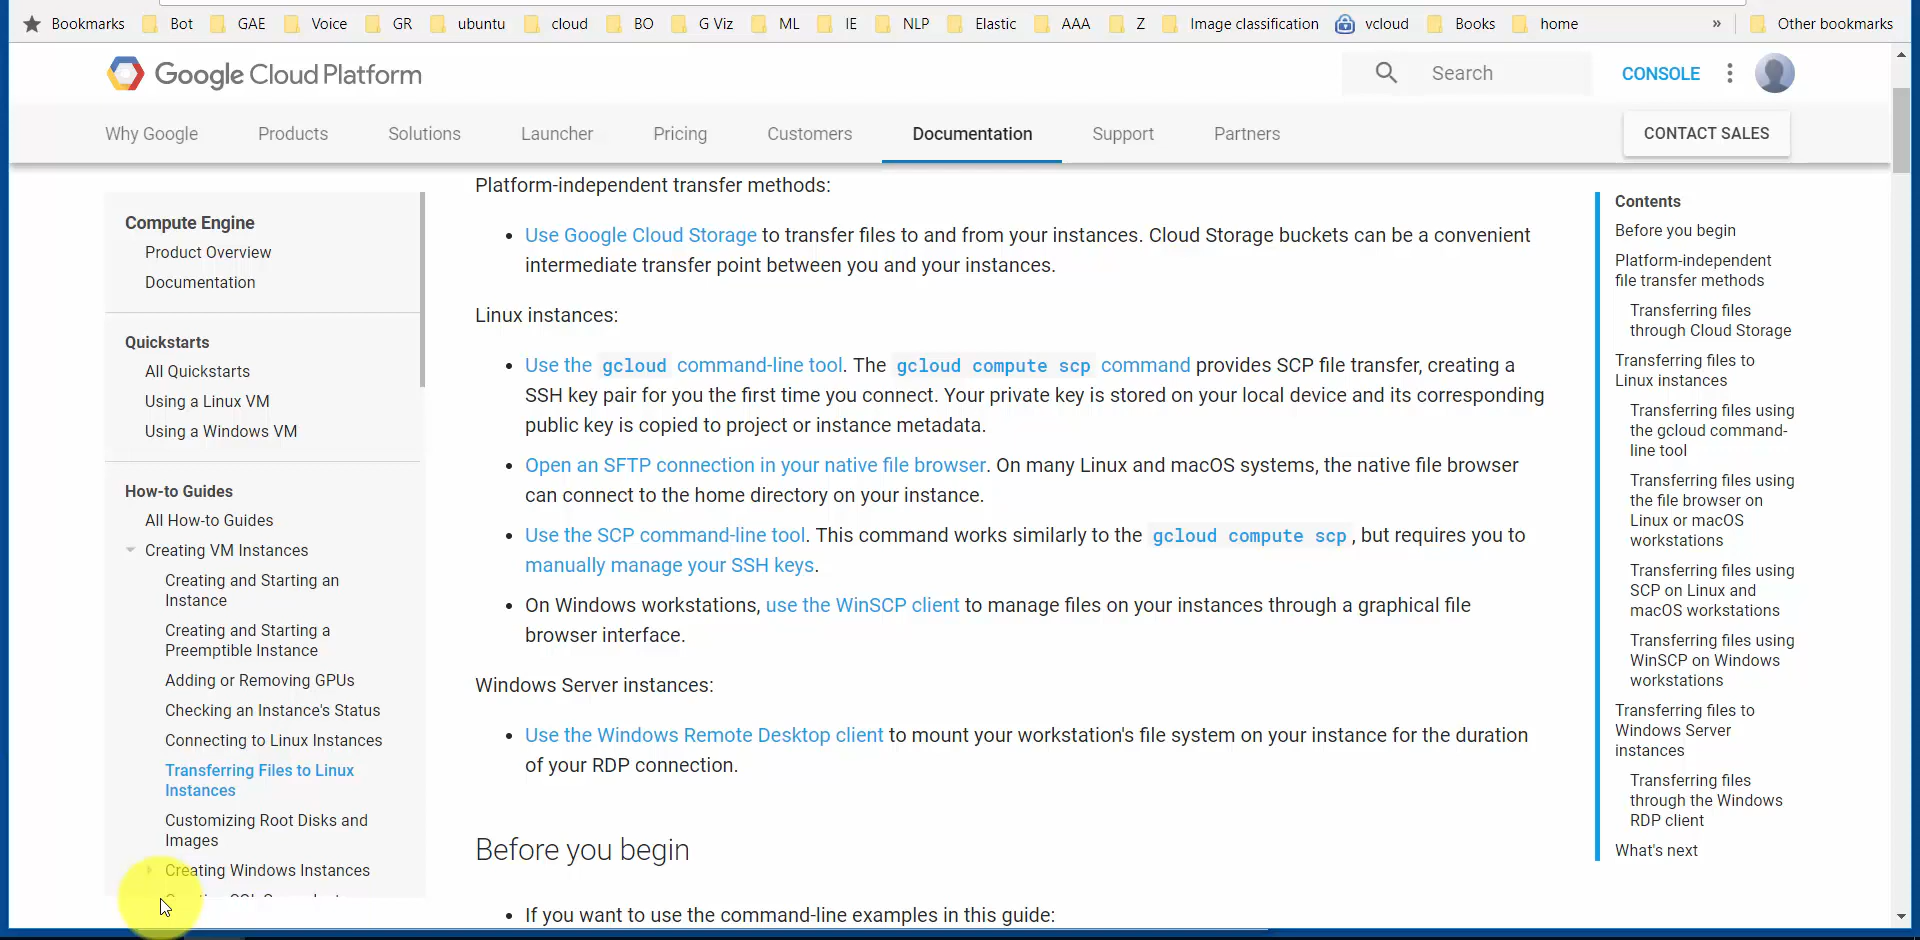 Bookmarks Bot GAE Voice GR ubuntu cloud BO G Viz ML IE NLP Elastic AAA Z Image classification vcloud Books home » Other bookmarks
Google Cloud Platform
Search
CONSOLE
Why Google Products Solutions Launcher Pricing Customers Documentation Support Partners
CONTACT SALES
Compute Engine
Product Overview
Documentation
Quickstarts
All Quickstarts
Using a Linux VM
Using a Windows VM
How-to Guides
All How-to Guides
Creating VM Instances
Creating and Starting an
Instance
Creating and Starting a
Preemptible Instance
Adding or Removing GPUs
Checking an Instance's Status
Connecting to Linux Instances
Transferring Files to Linux
Instances
Customizing Root Disks and
Images
Creating Windows Instances
Platform-independent transfer methods:
• Use Google Cloud Storage to transfer files to and from your instances. Cloud Storage buckets can be a convenient
intermediate transfer point between you and your instances.
Linux instances:
• Use the gcloud command-line tool. The gcloud compute scp command provides SCP file transfer, creating a
SSH key pair for you the first time you connect. Your private key is stored on your local device and its corresponding
public key is copied to project or instance metadata.
• Open an SFTP connection in your native file browser. On many Linux and macOS systems, the native file browser
can connect to the home directory on your instance.
• Use the SCP command-line tool. This command works similarly to the gcloud compute scp, but requires you to
manually manage your SSH keys.
• On Windows workstations, use the WinSCP client to manage files on your instances through a graphical file
browser interface.
Windows Server instances:
• Use the Windows Remote Desktop client to mount your workstation's file system on your instance for the duration
of your RDP connection.
Before you begin
• If you want to use the command-line examples in this guide:
Contents
Before you begin
Platform-independent
file transfer methods
Transferring files
through Cloud Storage
Transferring files to
Linux instances
Transferring files using
the gcloud command-
line tool
Transferring files using
the file browser on
Linux or macOS
workstations
Transferring files using
SCP on Linux and
macOS workstations
Transferring files using
WinSCP on Windows
workstations
Transferring files to
Windows Server
instances
Transferring files
through the Windows
RDP client
What's next